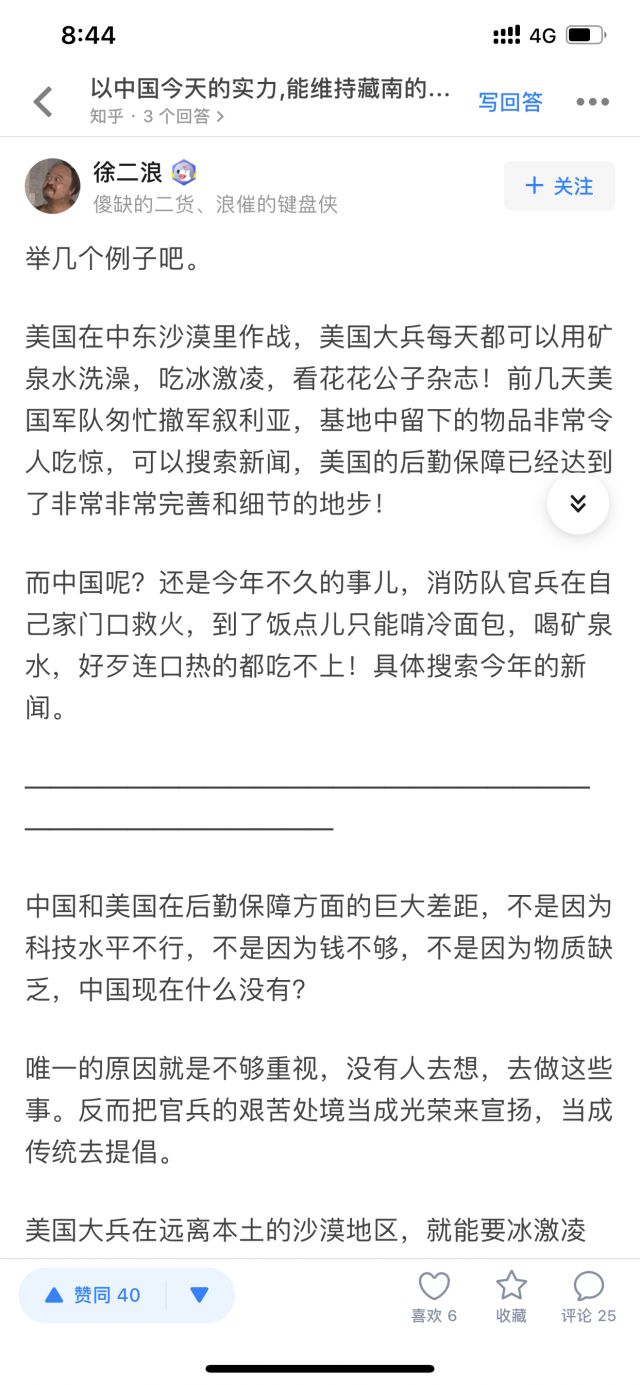 8:44
4G
以中国今天的实力,能维持藏南的...
知乎 · 3 个回答 >
写回答
徐二浪
傻缺的二货、浪催的键盘侠
+ 关注
举几个例子吧。
美国在中东沙漠里作战，美国大兵每天都可以用矿
泉水洗澡，吃冰激凌，看花花公子杂志！前几天美
国军队匆忙撤军叙利亚，基地中留下的物品非常令
人吃惊，可以搜索新闻，美国的后勤保障已经达到
了非常非常完善和细节的地步！
而中国呢？还是今年不久的事儿，消防队官兵在自
己家门口救火，到了饭点儿只能啃冷面包，喝矿泉
水，好歹连口热的都吃不上！具体搜索今年的新
闻。
中国和美国在后勤保障方面的巨大差距，不是因为
科技水平不行，不是因为钱不够，不是因为物质缺
乏，中国现在什么没有？
唯一的原因就是不够重视，没有人去想，去做这些
事。反而把官兵的艰苦处境当成光荣来宣扬，当成
传统去提倡。
美国大兵在远离本土的沙漠地区，就能要冰激凌
赞同 40
喜欢 6
收藏
评论 25